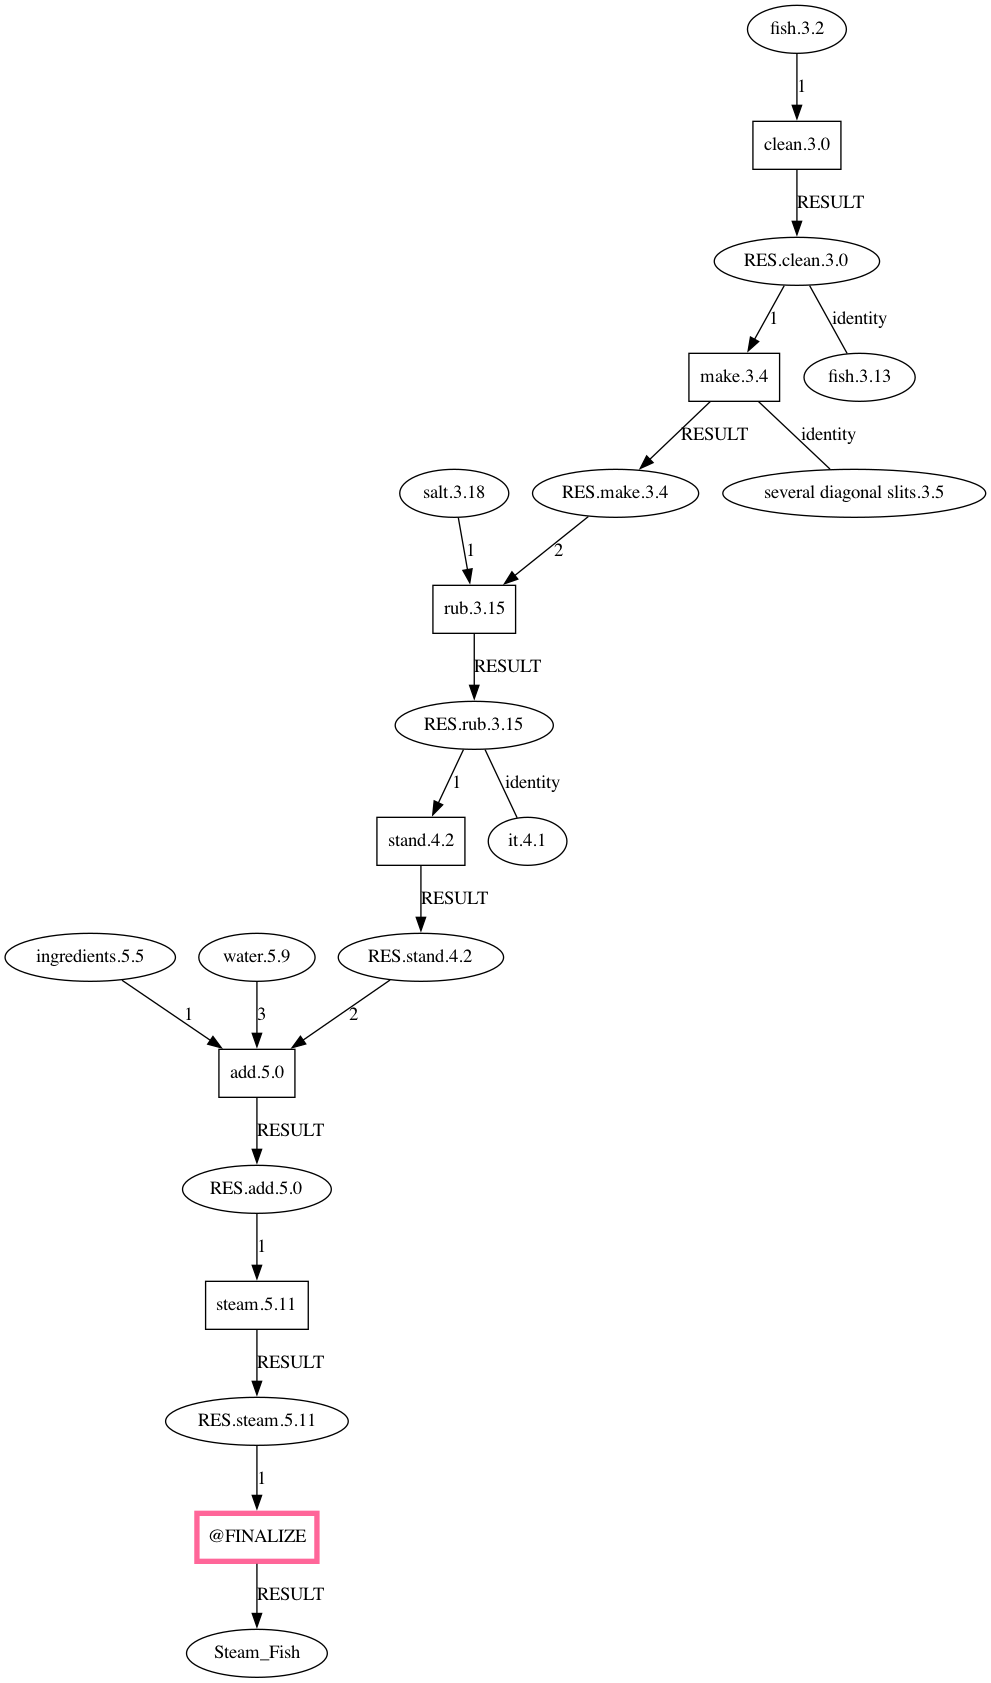 fish.3.2
1
clean.3.0
RESULT
RES.clean.3.0
1
identity
make.3.4
fish.3.13
RESULT
identity
salt.3.18
RES.make.3.4
several diagonal slits.3.5
1
2
rub.3.15
RESULT
RES.rub.3.15
1
identity
stand.4.2
it.4.1
RESULT
ingredients.5.5
water.5.9
RES.stand.4.2
1
3
2
add.5.0
RESULT
RES.add.5.0
1
steam.5.11
RESULT
RES.steam.5.11
1
@FINALIZE
RESULT
Steam_Fish